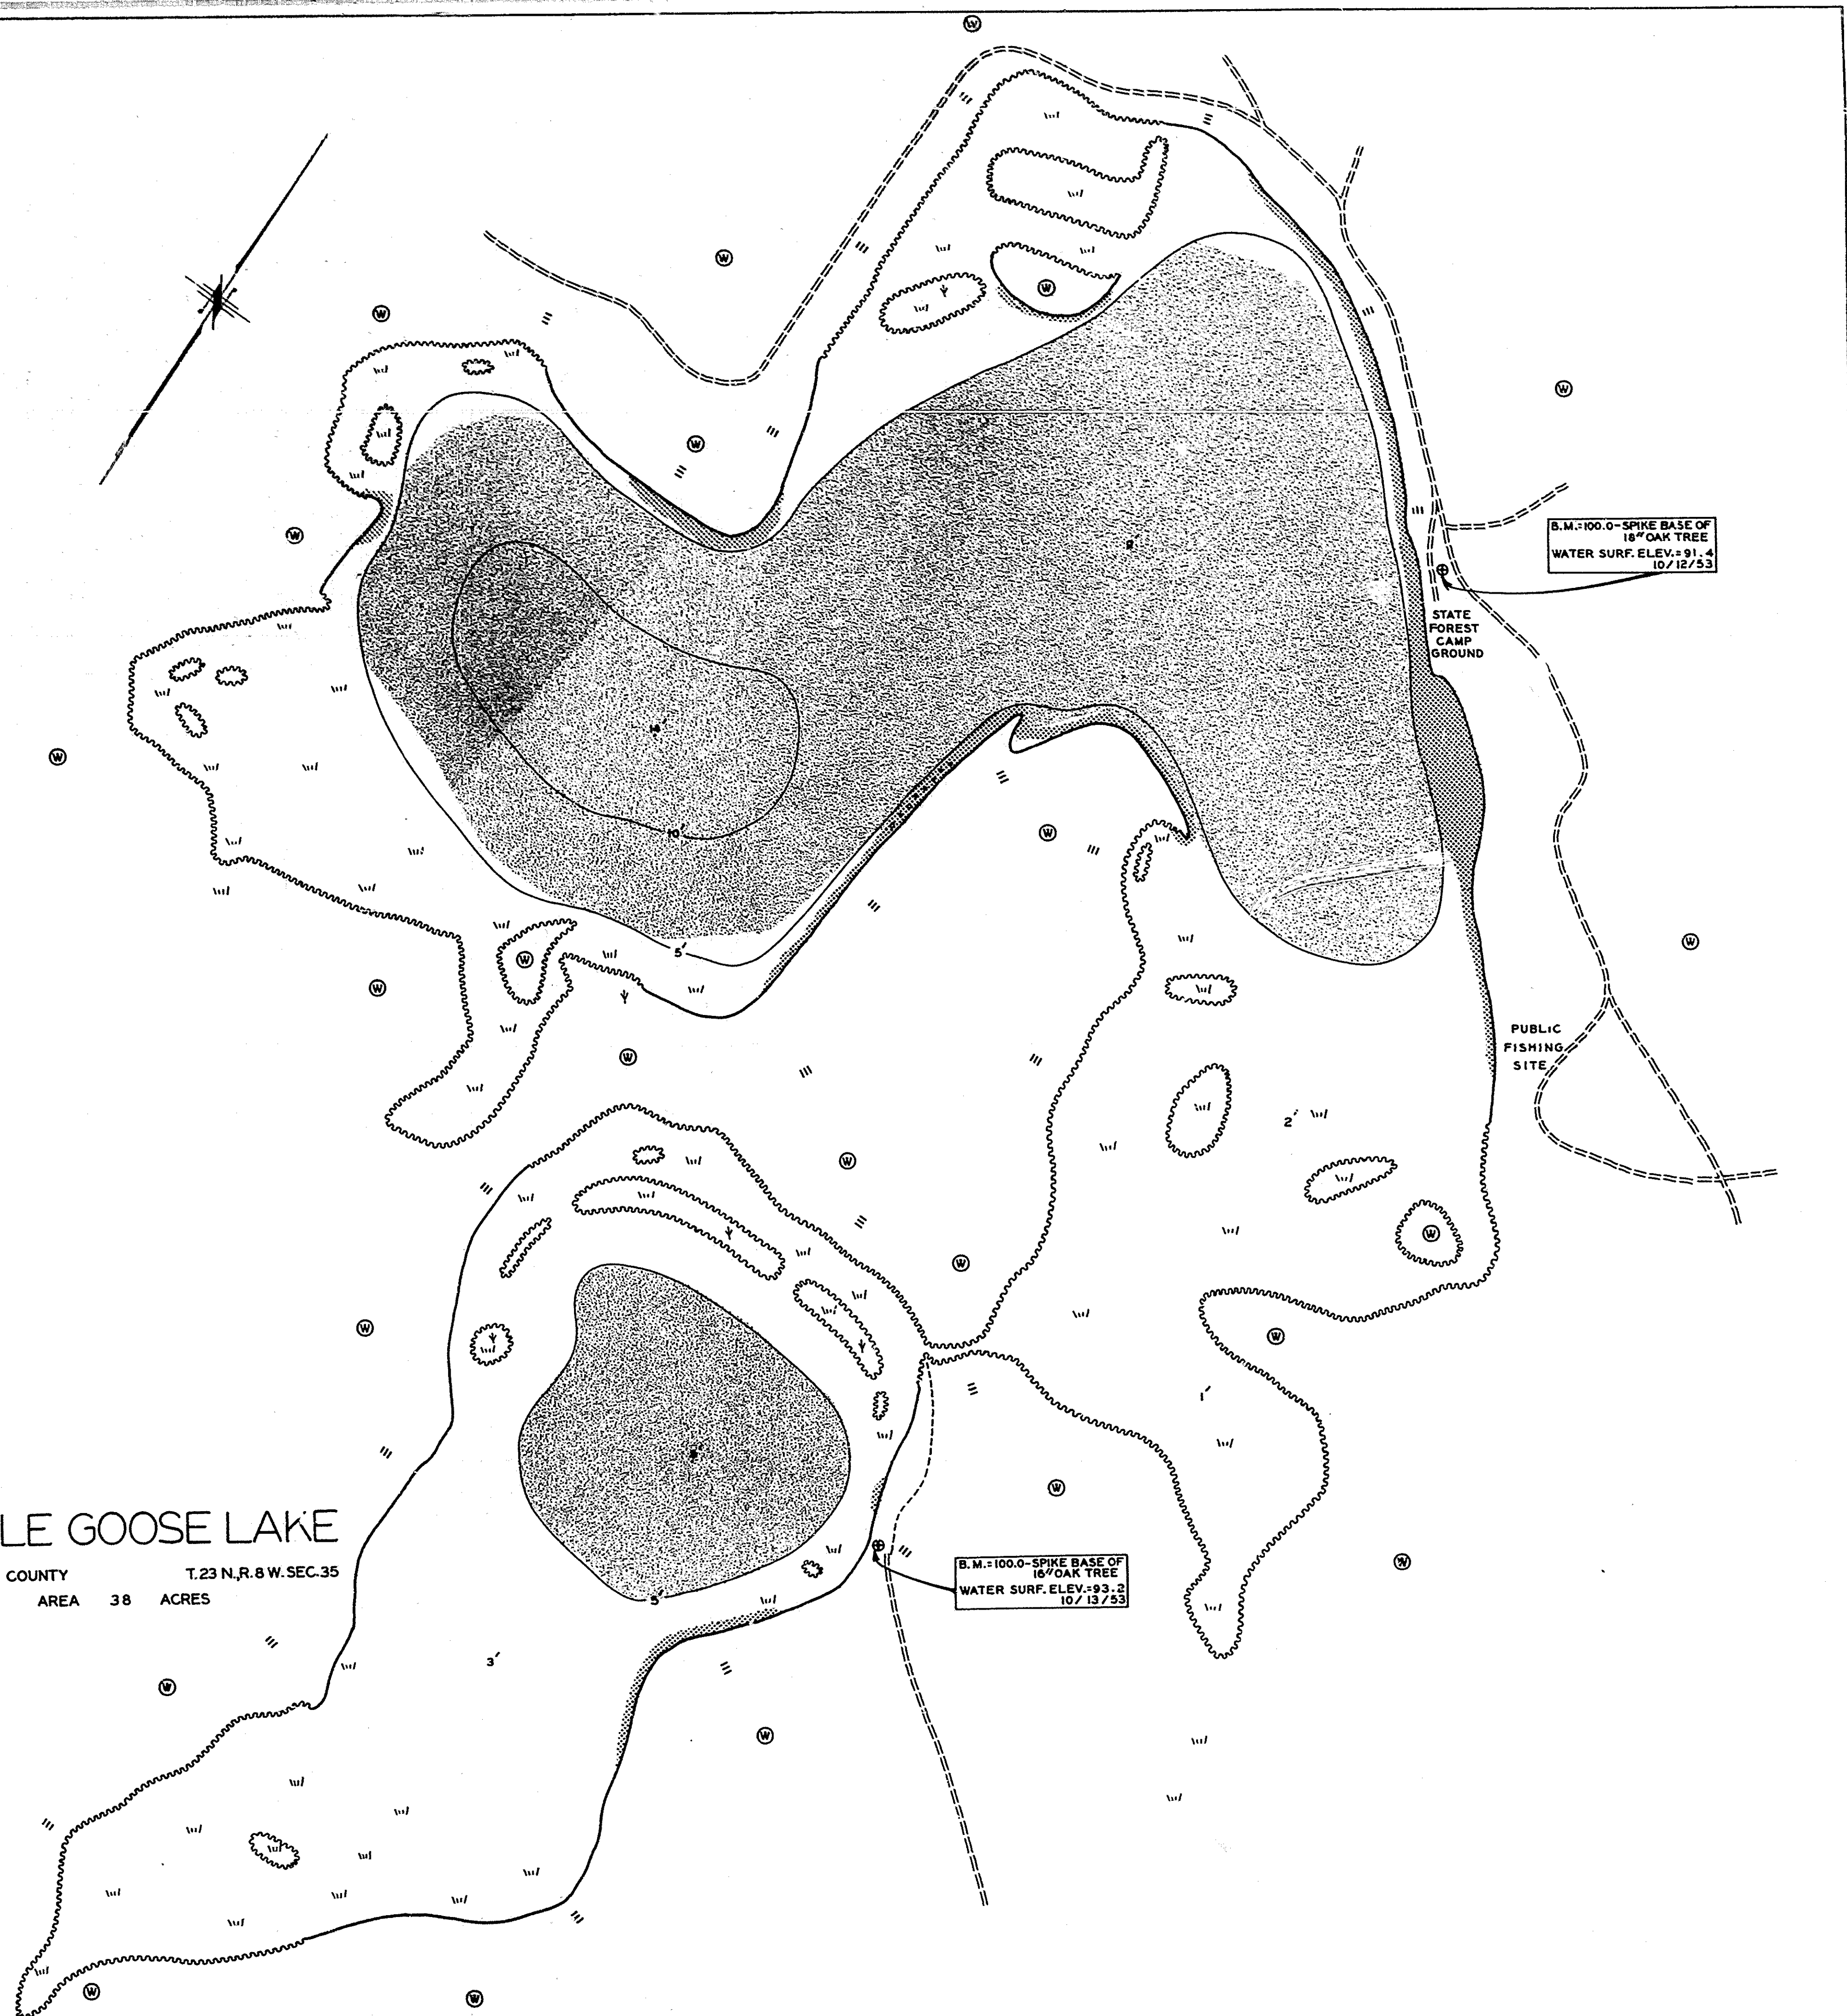 B.M.=100.0-SPIKE BASE OF
18" OAK TREE
WATER SURF. ELEV.=91.4
10/12/53
STATE
FOREST
CAMP
GROUND
10'
5'
PUBLIC
FISHING
SITE
2'
1'
LE GOOSE LAKE
COUNTY T.23 N.,R.8 W. SEC.35
AREA 38 ACRES
5'
B.M.=100.0-SPIKE BASE OF
16" OAK TREE
WATER SURF. ELEV.=93.2
10/13/53
3'
W